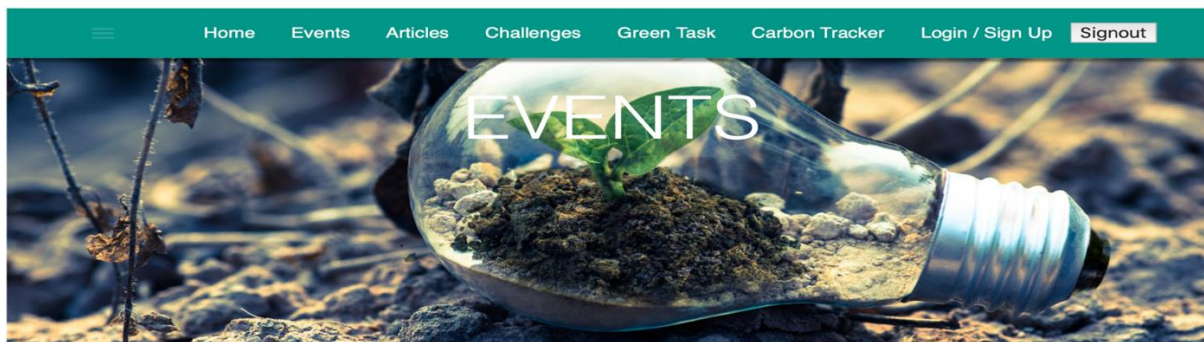 Home Events Articles Challenges Green Task Carbon Tracker Login / Sign Up Signout
EVENTS